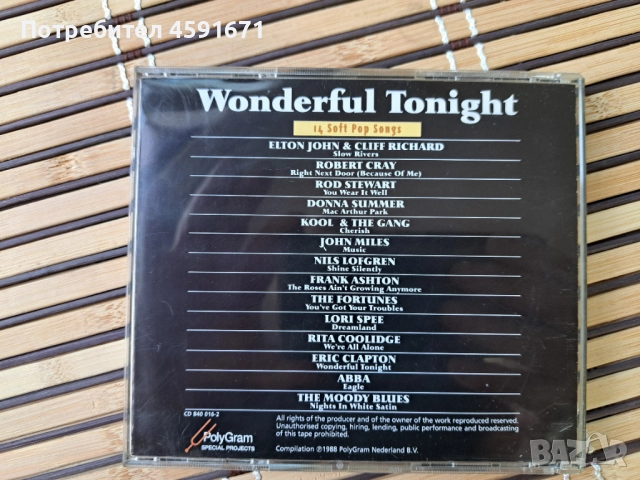 Потребител 4591671
Wonderful Tonight
14 Soft Pop Songs
ELTON JOHN & CLIFF RICHARD
Slow Rivers
ROBERT CRAY
Right Next Door (Because Of Me)
ROD STEWART
You Wear It Well
DONNA SUMMER
Mac Arthur Park
KOOL & THE GANG
Cherish
JOHN MILES
Music
NILS LOFGREN
Shine Silently
FRANK ASHTON
The Roses Ain't Growing Anymore
THE FORTUNES
You've Got Your Troubles
LORI SPEE
Dreamland
RITA COOLIDGE
We're All Alone
ERIC CLAPTON
Wonderful Tonight
ABBA
Eagle
THE MOODY BLUES
Nights In White Satin
CD 840 016-2
PolyGram
SPECIAL PROJECTS
All rights of the producer and of the owner of the work reproduced reserved.
Unauthorised copying, hiring, lending, public performance and broadcasting
of this tape prohibited.
Compilation ℗1988 PolyGram Nederland B.V.
BAZAR